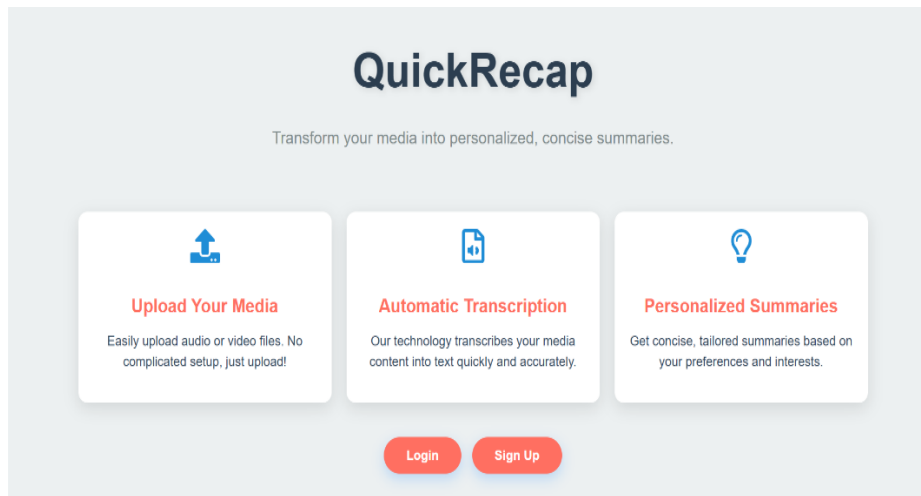 QuickRecap
Transform your media into personalized, concise summaries.
Upload Your Media
Easily upload audio or video files. No
complicated setup, just upload!
Automatic Transcription
Our technology transcribes your media
content into text quickly and accurately.
Personalized Summaries
Get concise, tailored summaries based on
your preferences and interests.
Login
Sign Up